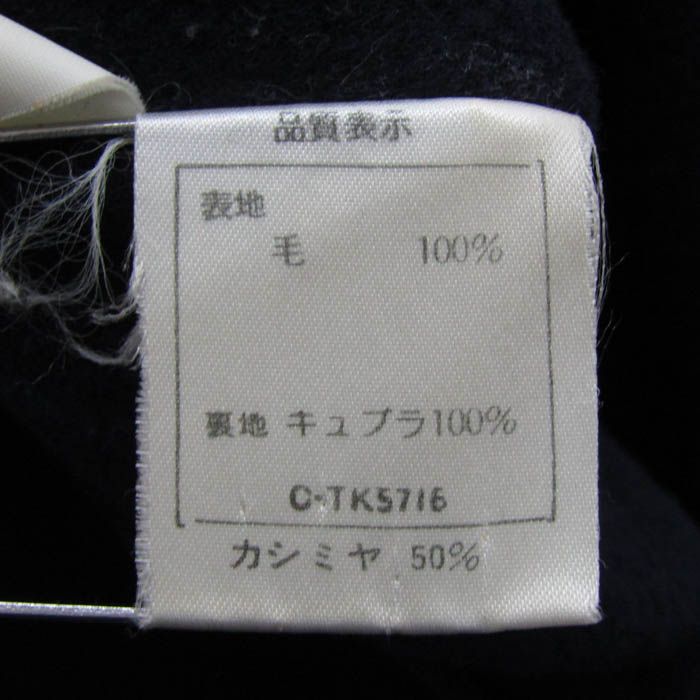 品質表示
表地
毛 100%
裏地 キュプラ100%
C-TK5716
カシミヤ 50%